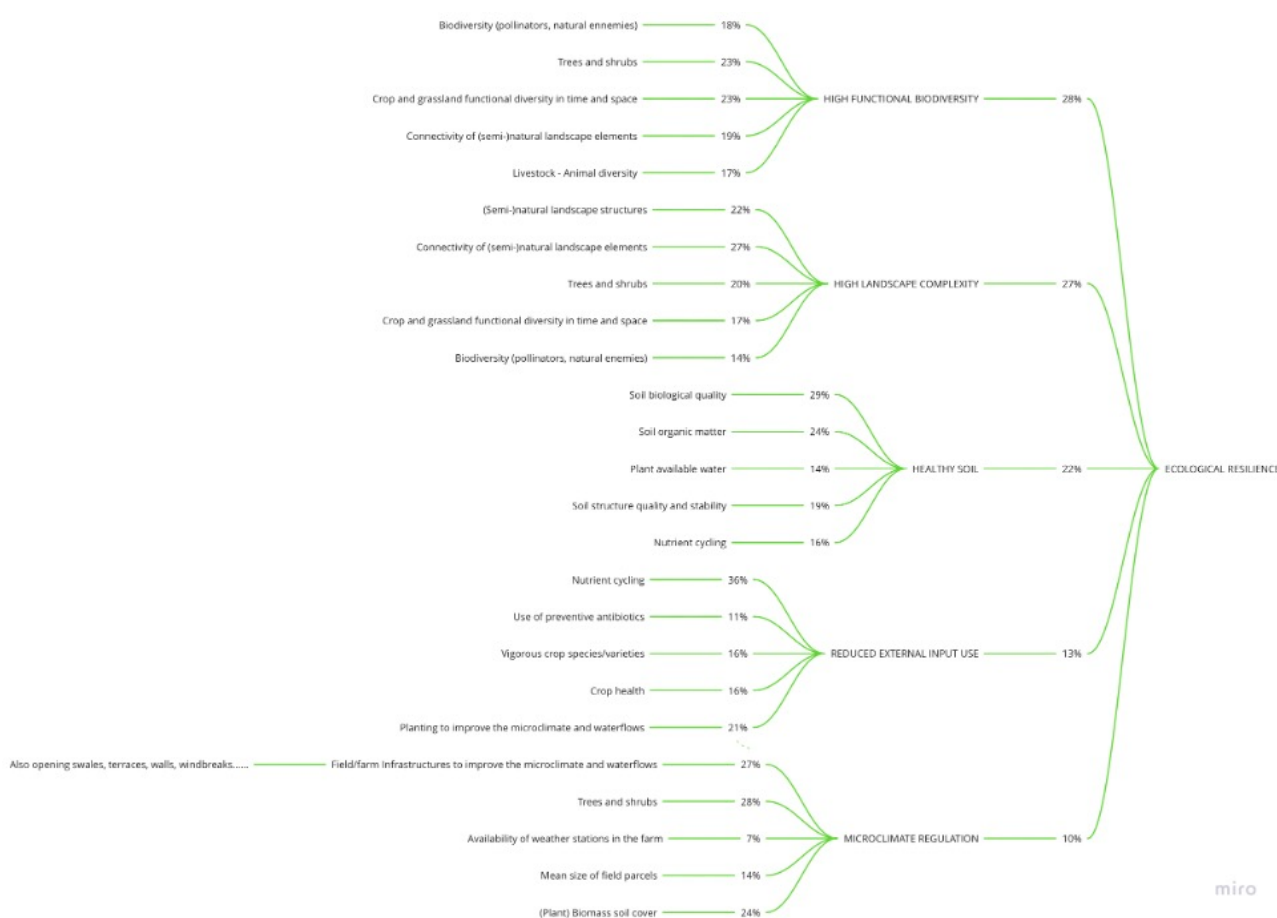 Biodiversity (pollinators, natural ennemies) 18%
Trees and shrubs 23%
Crop and grassland functional diversity in time and space 23% HIGH FUNCTIONAL BIODIVERSITY 28%
Connectivity of (semi-)natural landscape elements 19%
Livestock - Animal diversity 17%
(Semi-)natural landscape structures 22%
Connectivity of (semi-)natural landscape elements 27%
Trees and shrubs 20% HIGH LANDSCAPE COMPLEXITY 27%
Crop and grassland functional diversity in time and space 17%
Biodiversity (pollinators, natural enemies) 14%
Soil biological quality 29%
Soil organic matter 24%
Plant available water 14% HEALTHY SOIL 22% ECOLOGICAL RESILIENC
Soil structure quality and stability 19%
Nutrient cycling 16%
Nutrient cycling 36%
Use of preventive antibiotics 11%
Vigorous crop species/varieties 16% REDUCED EXTERNAL INPUT USE 13%
Crop health 16%
Planting to improve the microclimate and waterflows 21%
Also opening swales, terraces, walls, windbreaks...... Field/farm Infrastructures to improve the microclimate and waterflows 27%
Trees and shrubs 28%
Availability of weather stations in the farm 7% MICROCLIMATE REGULATION 10%
Mean size of field parcels 14%
(Plant) Biomass soil cover 24%
miro